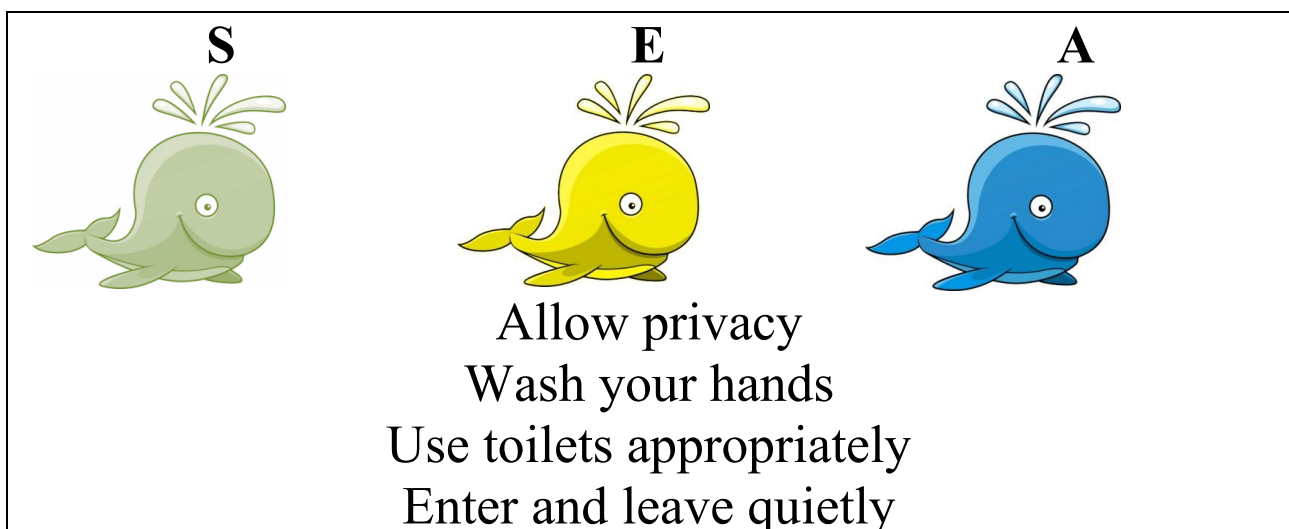 S E A
Allow privacy
Wash your hands
Use toilets appropriately
Enter and leave quietly